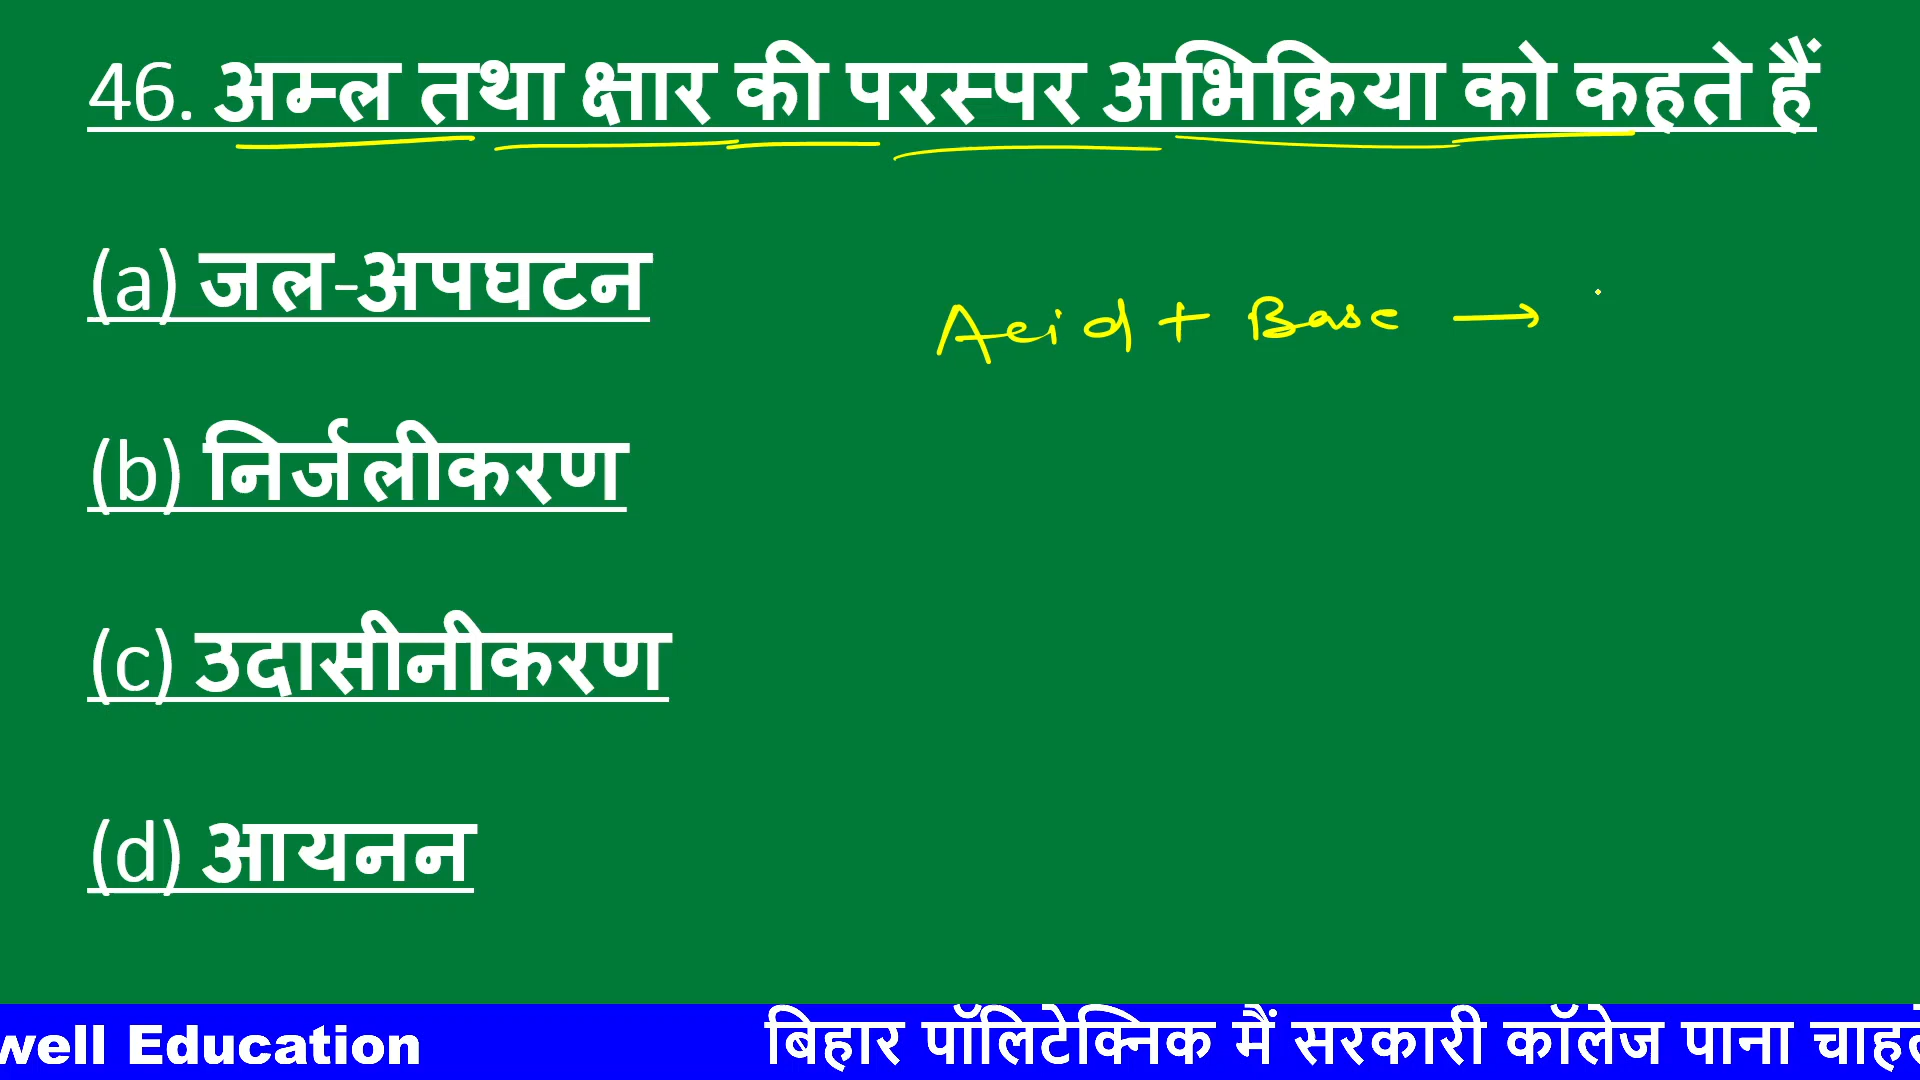 46. अम्ल तथा क्षार की परस्पर अभिक्रिया को कहते हैं
(a) जल-अपघटन
Acid + Base →
(b) निर्जलीकरण
(c) उदासीनीकरण
(d) आयनन
well Education बिहार पॉलिटेक्निक मैं सरकारी कॉलेज पाना